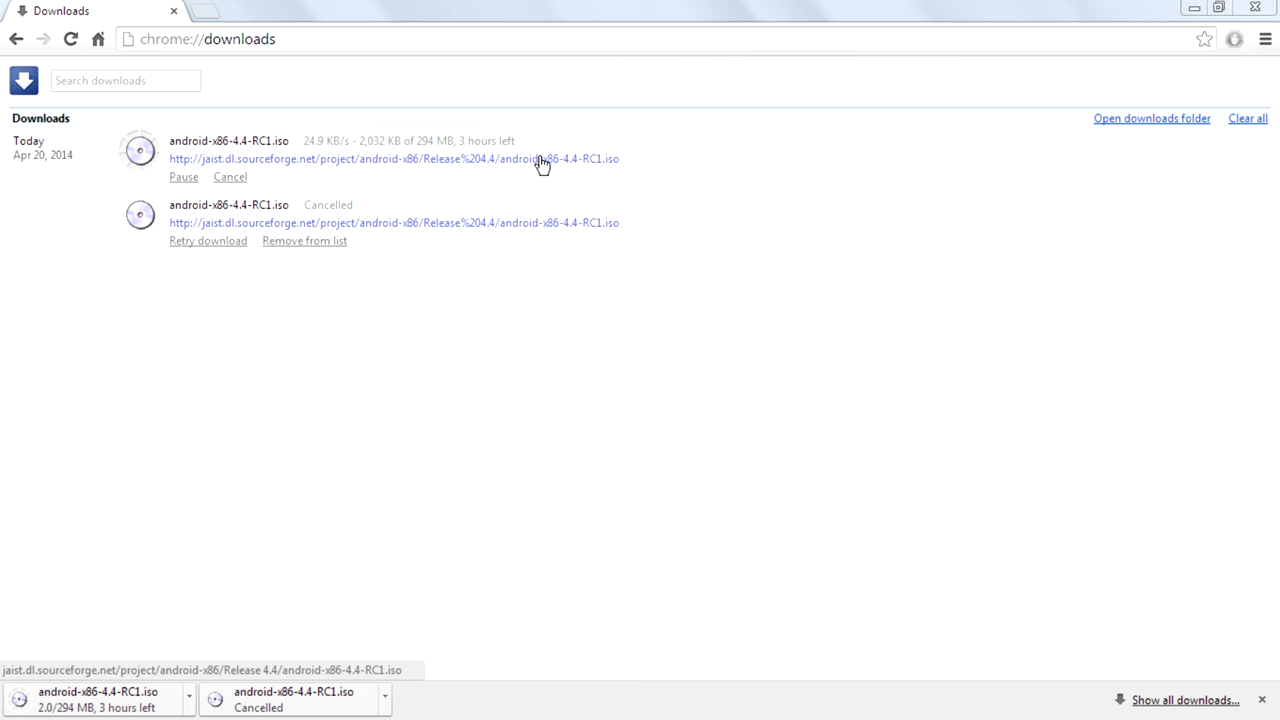 Downloads
chrome://downloads
Search downloads
Downloads
Open downloads folder
Clear all
Today
android-x86-4.4-RC1.iso 24.9 KB/s - 2,032 KB of 294 MB, 3 hours left
Apr 20, 2014
http://jaist.dl.sourceforge.net/project/android-x86/Release%204.4/android-x86-4.4-RC1.iso
Pause Cancel
android-x86-4.4-RC1.iso Cancelled
http://jaist.dl.sourceforge.net/project/android-x86/Release%204.4/android-x86-4.4-RC1.iso
Retry download Remove from list
jaist.dl.sourceforge.net/project/android-x86/Release 4.4/android-x86-4.4-RC1.iso
android-x86-4.4-RC1.iso
2.0/294 MB, 3 hours left
android-x86-4.4-RC1.iso
Cancelled
Show all downloads...